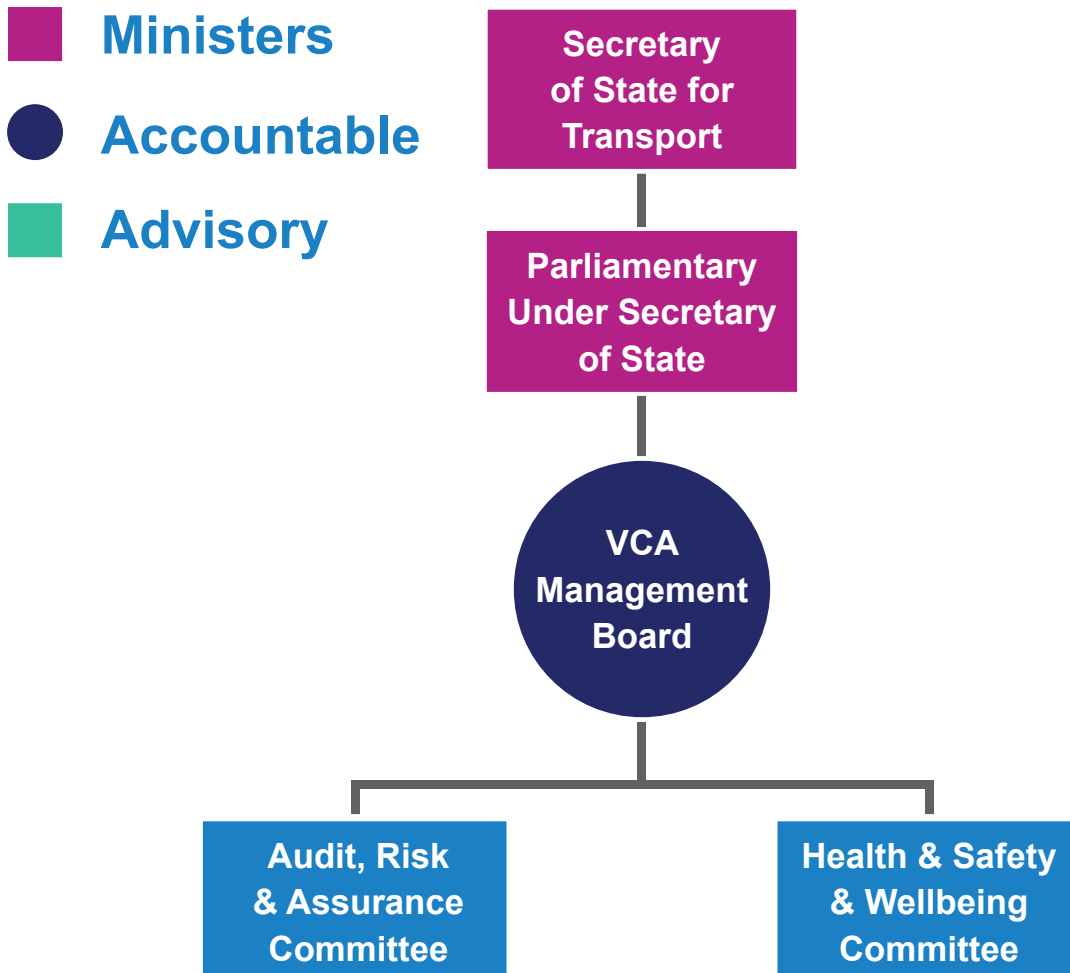 Ministers
Accountable
Advisory
Secretary
of State for
Transport
Parliamentary
Under Secretary
of State
VCA
Management
Board
Audit, Risk
& Assurance
Committee
Health & Safety
& Wellbeing
Committee